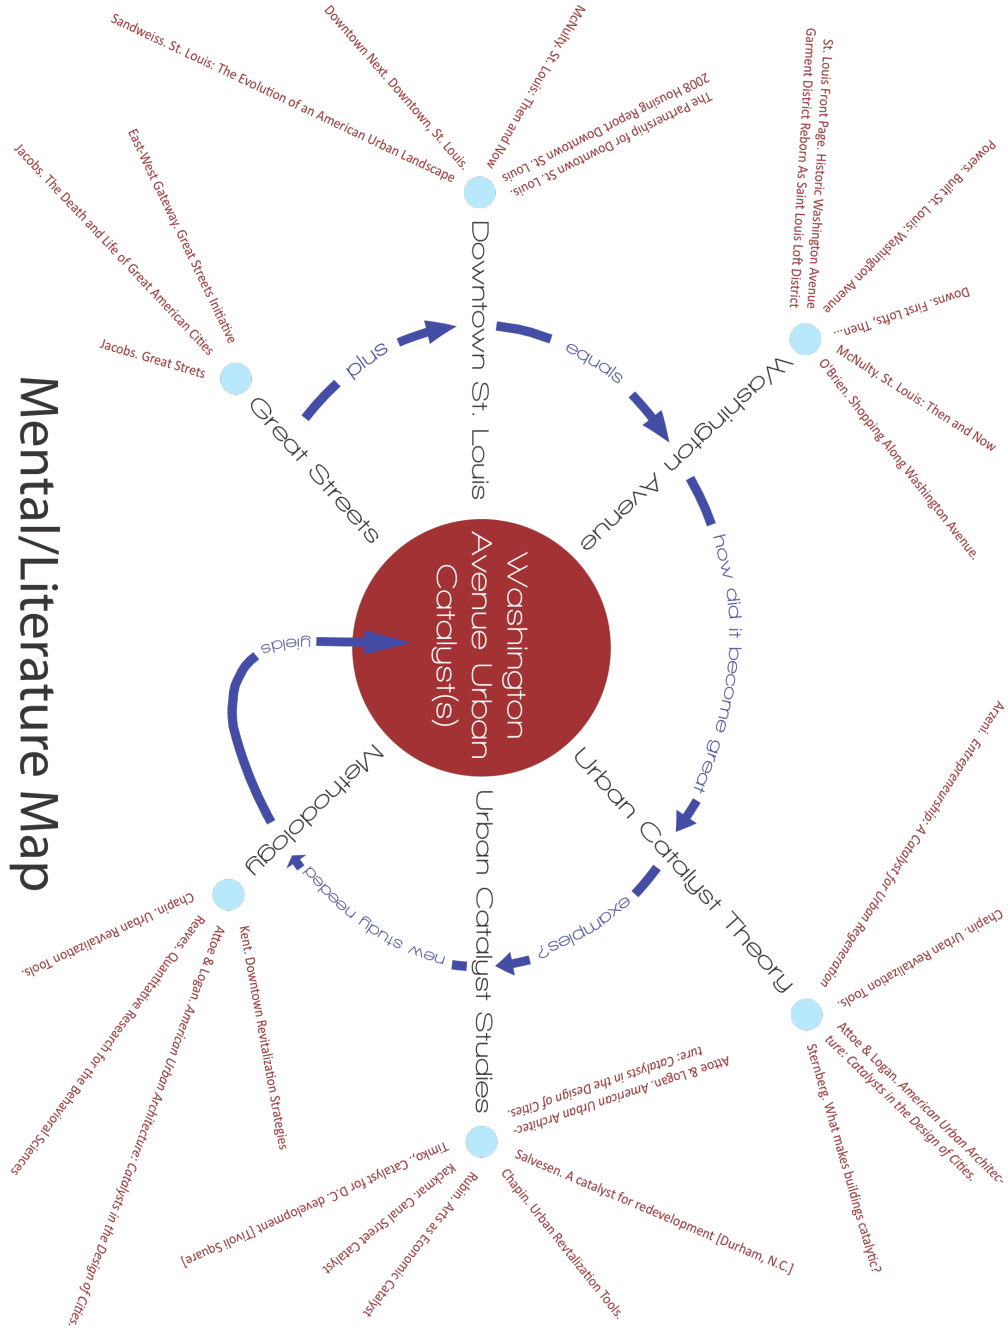 Mental/Literature Map
Washington
Avenue Urban
Catalyst(s)
Great Streets
Jacobs. Great Strets
Jacobs. The Death and Life of Great American Cities
East-West Gateway. Great Streets Initiative
slurs
Downtown St. Louis
Sandweiss. St. Louis: The Evolution of an American Urban Landscape
Downtown Next. Downtown, St. Louis.
McNulty. St. Louis: Then and Now
The Partnership for Downtown St. Louis.
2008 Housing Report Downtown St. Louis
Washington Avenue
St. Louis Front Page. Historic Washington Avenue
Garment District Reborn As Saint Louis Loft District
Powers. Built St. Louis: Washington Avenue
Downs. First Lofts, Then...
McNulty. St. Louis: Then and Now
O'Brien. Shopping Along Washington Avenue.
how did it become great
Urban Catalyst Theory
Arzeni. Entrepreneurship: A Catalyst for Urban Regeneration
Chapin. Urban Revtalization Tools.
Attoe & Logan. American Urban Architec-
ture: Catalysts in the Design of Cities.
Sternberg. What makes buildings catalytic?
examples?
Urban Catalyst Studies
Attoe & Logan. American Urban Architec-
ture: Catalysts in the Design of Cities.
Salvesen. A catalyst for redevelopment [Durham, N.C.]
Chapin. Urban Revtalization Tools.
Rubin. Arts as Economic Catalyst
Kackmar. Canal Street Catalyst
Timko,. Catalyst for D.C. development [Tivoli Square]
new study needed
Methodology
Kent. Downtown Revitalization Strategies
Attoe & Logan. American Urban Architecture: Catalysts in the Design of Cities.
Reaves. Quantitative Research for the Behavioral Sciences
Chapin. Urban Revtalization Tools.
yields